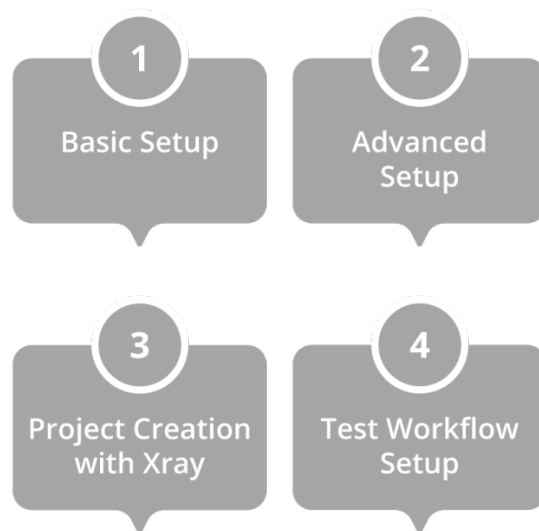 1
Basic Setup
2
Advanced
Setup
3
Project Creation
with Xray
4
Test Workflow
Setup